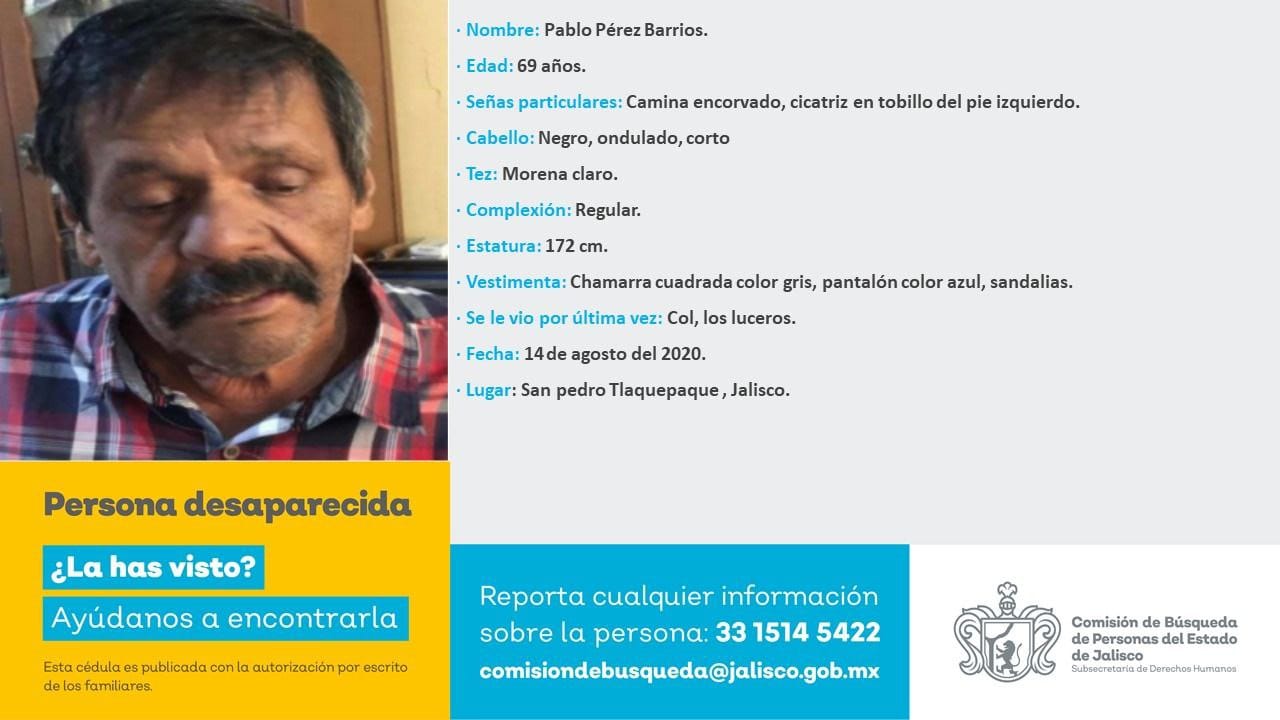 · Nombre: Pablo Pérez Barrios.
· Edad: 69 años.
· Señas particulares: Camina encorvado, cicatriz en tobillo del pie izquierdo.
· Cabello: Negro, ondulado, corto
· Tez: Morena claro.
· Complexión: Regular.
· Estatura: 172 cm.
· Vestimenta: Chamarra cuadrada color gris, pantalón color azul, sandalias.
· Se le vio por última vez: Col, los luceros.
· Fecha: 14 de agosto del 2020.
· Lugar: San pedro Tlaquepaque , Jalisco.
Persona desaparecida
¿La has visto?
Ayúdanos a encontrarla
Esta cédula es publicada con la autorización por escrito
de los familiares.
Reporta cualquier información
sobre la persona: 33 1514 5422
comisiondebusqueda@jalisco.gob.mx
Comisión de Búsqueda
de Personas del Estado
de Jalisco
Subsecretaría de Derechos Humanos